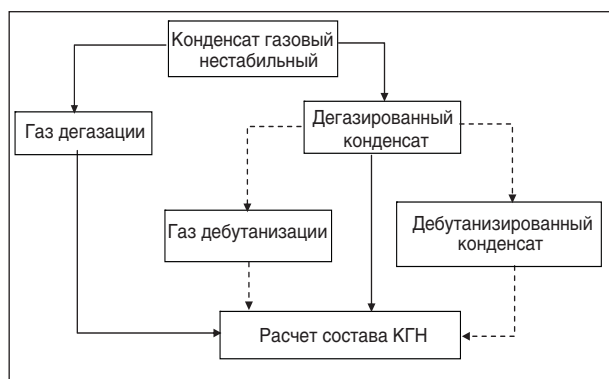 Конденсат газовый
нестабильный
Газ дегазации
Дегазированный
конденсат
Газ дебутанизации
Дебутанизированный
конденсат
Расчет состава КГН